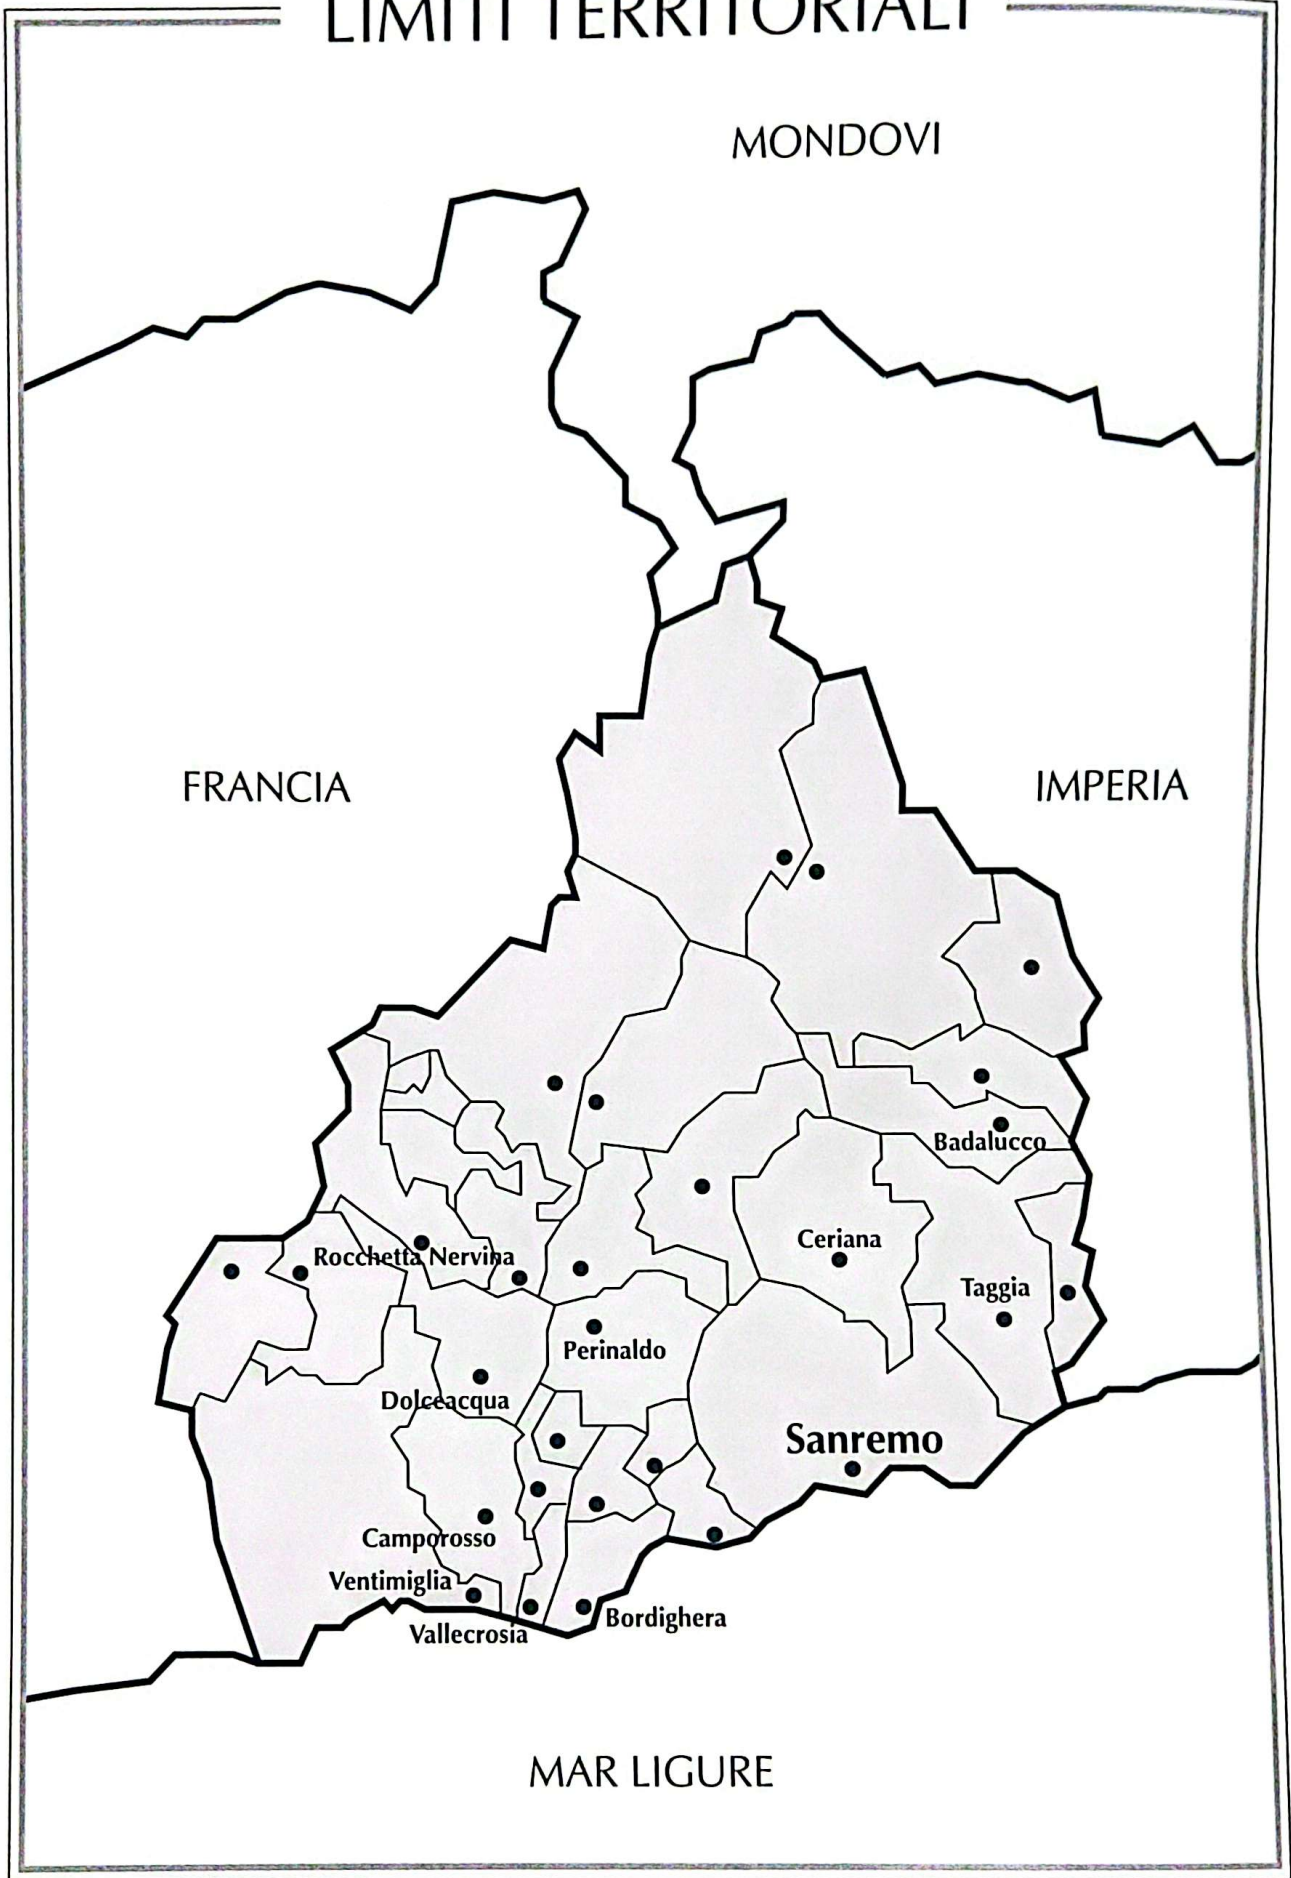 LIMITI TERRITORIALI
MONDOVI
FRANCIA
IMPERIA
Badalucco
Ceriana
Rocchetta Nervina
Taggia
Perinaldo
Dolceacqua
Sanremo
Camporosso
Ventimiglia
Bordighera
Vallecrosia
MAR LIGURE